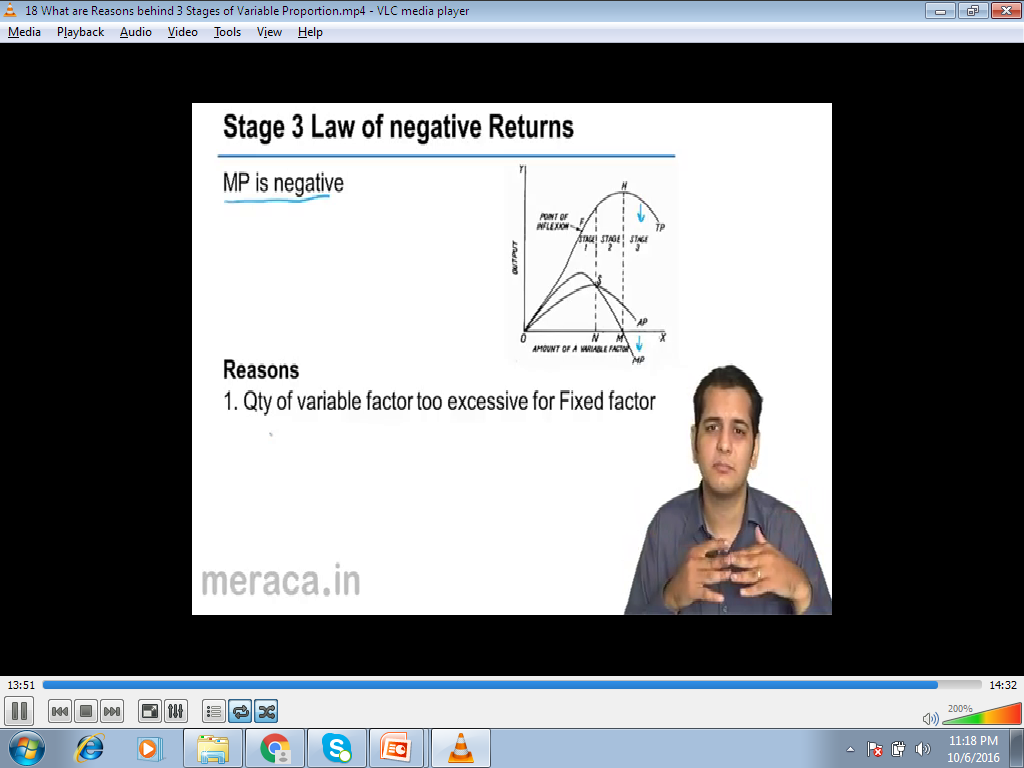 18 What are Reasons behind 3 Stages of Variable Proportion.mp4 - VLC media player
Media Playback Audio Video Tools View Help
Stage 3 Law of negative Returns
MP is negative
Y
H
POINT OF
INFLEXION
F
TP
STAGE STAGE STAGE
1 2 3
OUTPUT
S
AP
O N M X
AMOUNT OF A VARIABLE FACTOR
MP
Reasons
1. Qty of variable factor too excessive for Fixed factor
meraca.in
13:51 14:32
200%
11:18 PM
10/6/2016